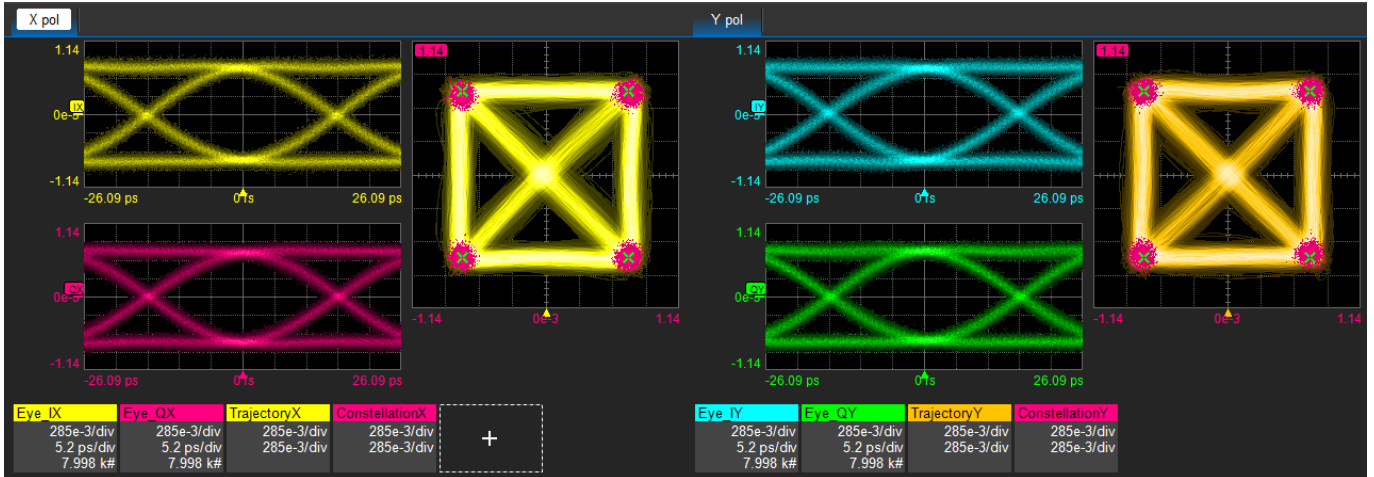 X pol
Y pol
1.14
IX
0e-3
-1.14
-26.09 ps
0 fs
26.09 ps
1.14
1.14
QX
0e-3
-1.14
-26.09 ps
0 fs
26.09 ps
-1.14
0e-3
1.14
1.14
IY
0e-3
-1.14
-26.09 ps
0 fs
26.09 ps
1.14
1.14
QY
0e-3
-1.14
-26.09 ps
0 fs
26.09 ps
-1.14
0e-3
1.14
Eye_IX
285e-3/div
5.2 ps/div
7.998 k#
Eye_QX
285e-3/div
5.2 ps/div
7.998 k#
TrajectoryX
285e-3/div
285e-3/div
ConstellationX
285e-3/div
285e-3/div
+
Eye_IY
285e-3/div
5.2 ps/div
7.998 k#
Eye_QY
285e-3/div
5.2 ps/div
7.998 k#
TrajectoryY
285e-3/div
285e-3/div
ConstellationY
285e-3/div
285e-3/div